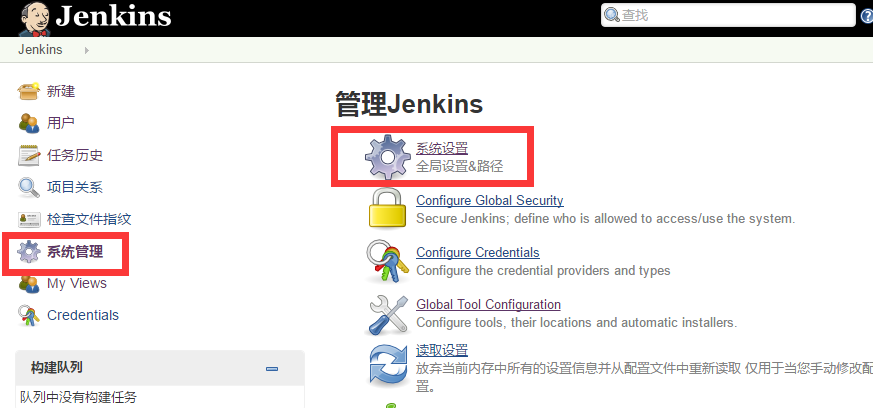 Jenkins
查找
Jenkins
新建
用户
任务历史
项目关系
检查文件指纹
系统管理
My Views
Credentials
构建队列
队列中没有构建任务
管理Jenkins
系统设置
全局设置&路径
Configure Global Security
Secure Jenkins; define who is allowed to access/use the system.
Configure Credentials
Configure the credential providers and types
Global Tool Configuration
Configure tools, their locations and automatic installers.
读取设置
放弃当前内存中所有的设置信息并从配置文件中重新读取 仅用于当您手动修改配
置。